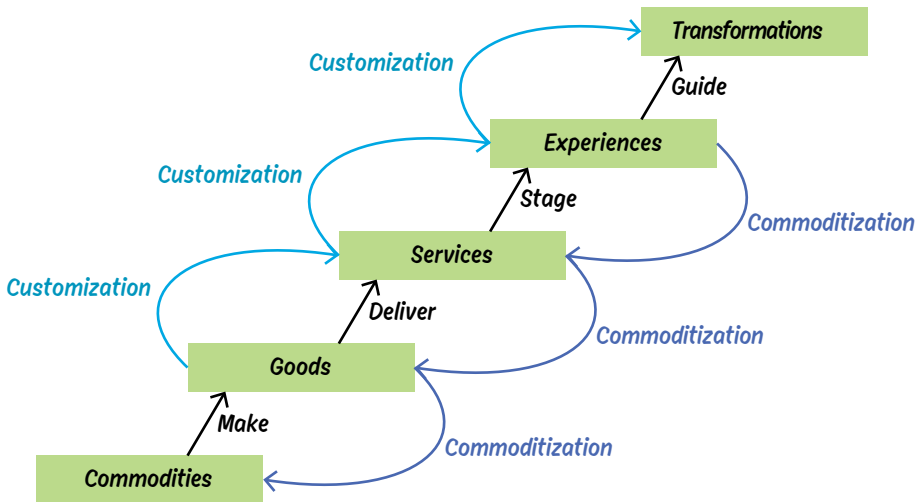 Transformations
Customization
Guide
Experiences
Customization
Stage
Commoditization
Services
Customization
Deliver
Commoditization
Goods
Make
Commoditization
Commodities